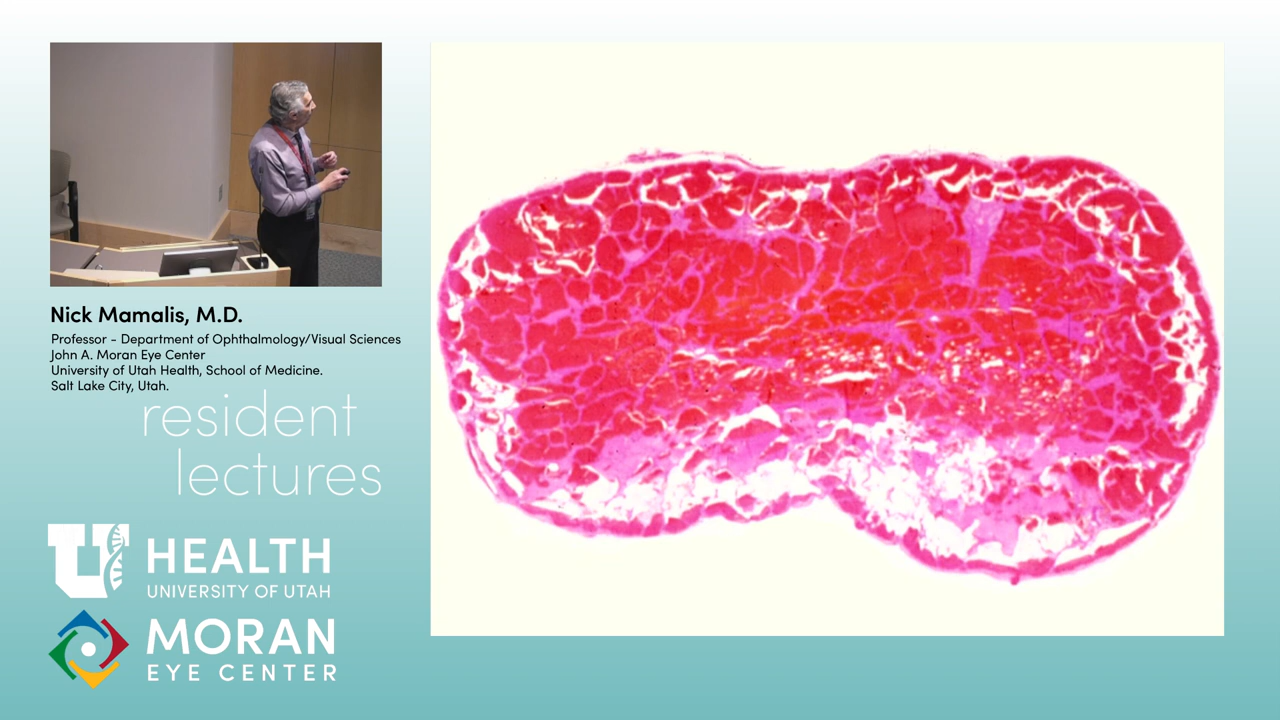 Nick Mamalis, M.D.
Professor - Department of Ophthalmology/Visual Sciences
John A. Moran Eye Center
University of Utah Health, School of Medicine.
Salt Lake City, Utah.
resident
lectures
U HEALTH
UNIVERSITY OF UTAH
MORAN
EYE CENTER